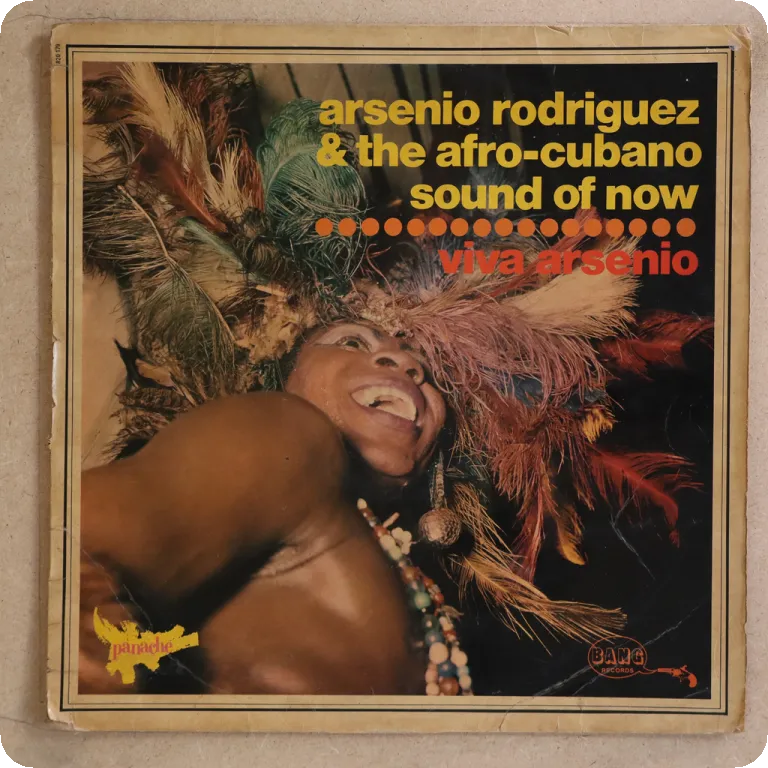 arsenio rodriguez
& the afro-cubano
sound of now
viva arsenio
panache
BANG
RECORDS